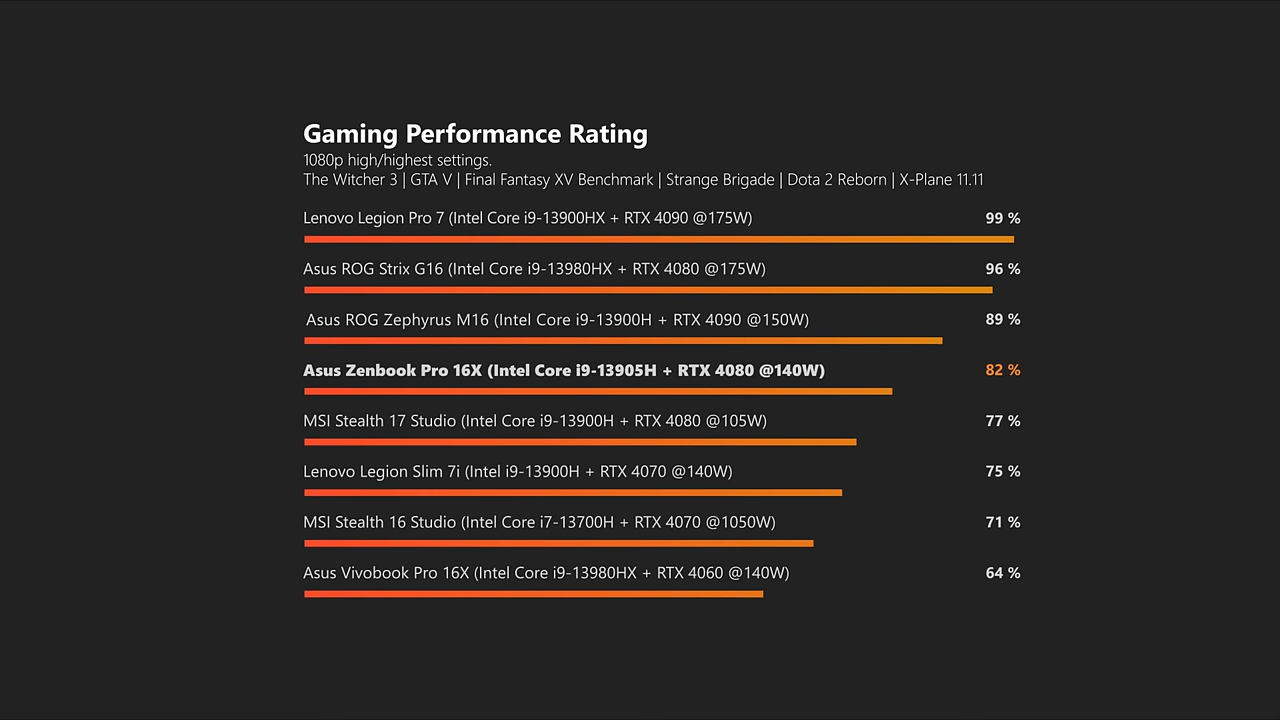 Gaming Performance Rating
1080p high/highest settings.
The Witcher 3 | GTA V | Final Fantasy XV Benchmark | Strange Brigade | Dota 2 Reborn | X-Plane 11.11
Lenovo Legion Pro 7 (Intel Core i9-13900HX + RTX 4090 @175W) 99 %
Asus ROG Strix G16 (Intel Core i9-13980HX + RTX 4080 @175W) 96 %
Asus ROG Zephyrus M16 (Intel Core i9-13900H + RTX 4090 @150W) 89 %
Asus Zenbook Pro 16X (Intel Core i9-13905H + RTX 4080 @140W) 82 %
MSI Stealth 17 Studio (Intel Core i9-13900H + RTX 4080 @105W) 77 %
Lenovo Legion Slim 7i (Intel i9-13900H + RTX 4070 @140W) 75 %
MSI Stealth 16 Studio (Intel Core i7-13700H + RTX 4070 @1050W) 71 %
Asus Vivobook Pro 16X (Intel Core i9-13980HX + RTX 4060 @140W) 64 %